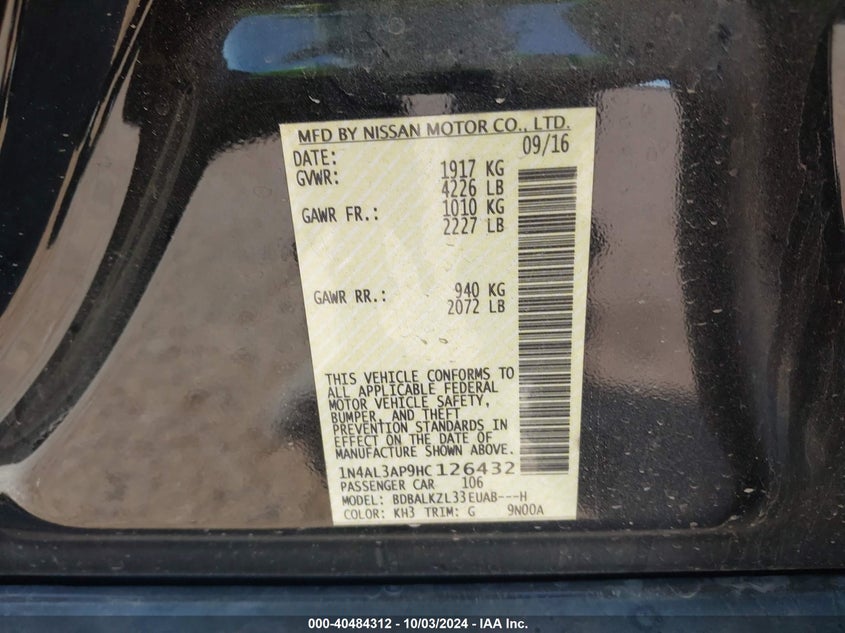 MFD BY NISSAN MOTOR CO., LTD.
DATE: 09/16
GVWR: 1917 KG
4226 LB
GAWR FR.: 1010 KG
2227 LB
GAWR RR.: 940 KG
2072 LB
THIS VEHICLE CONFORMS TO
ALL APPLICABLE FEDERAL
MOTOR VEHICLE SAFETY,
BUMPER, AND THEFT
PREVENTION STANDARDS IN
EFFECT ON THE DATE OF
MANUFACTURE SHOWN ABOVE.
1N4AL3AP9HC126432
PASSENGER CAR 106
MODEL: BDBALKZL33EUAB---H
COLOR: KH3 TRIM: G 9N00A
000-40484312 - 10/03/2024 - IAA Inc.